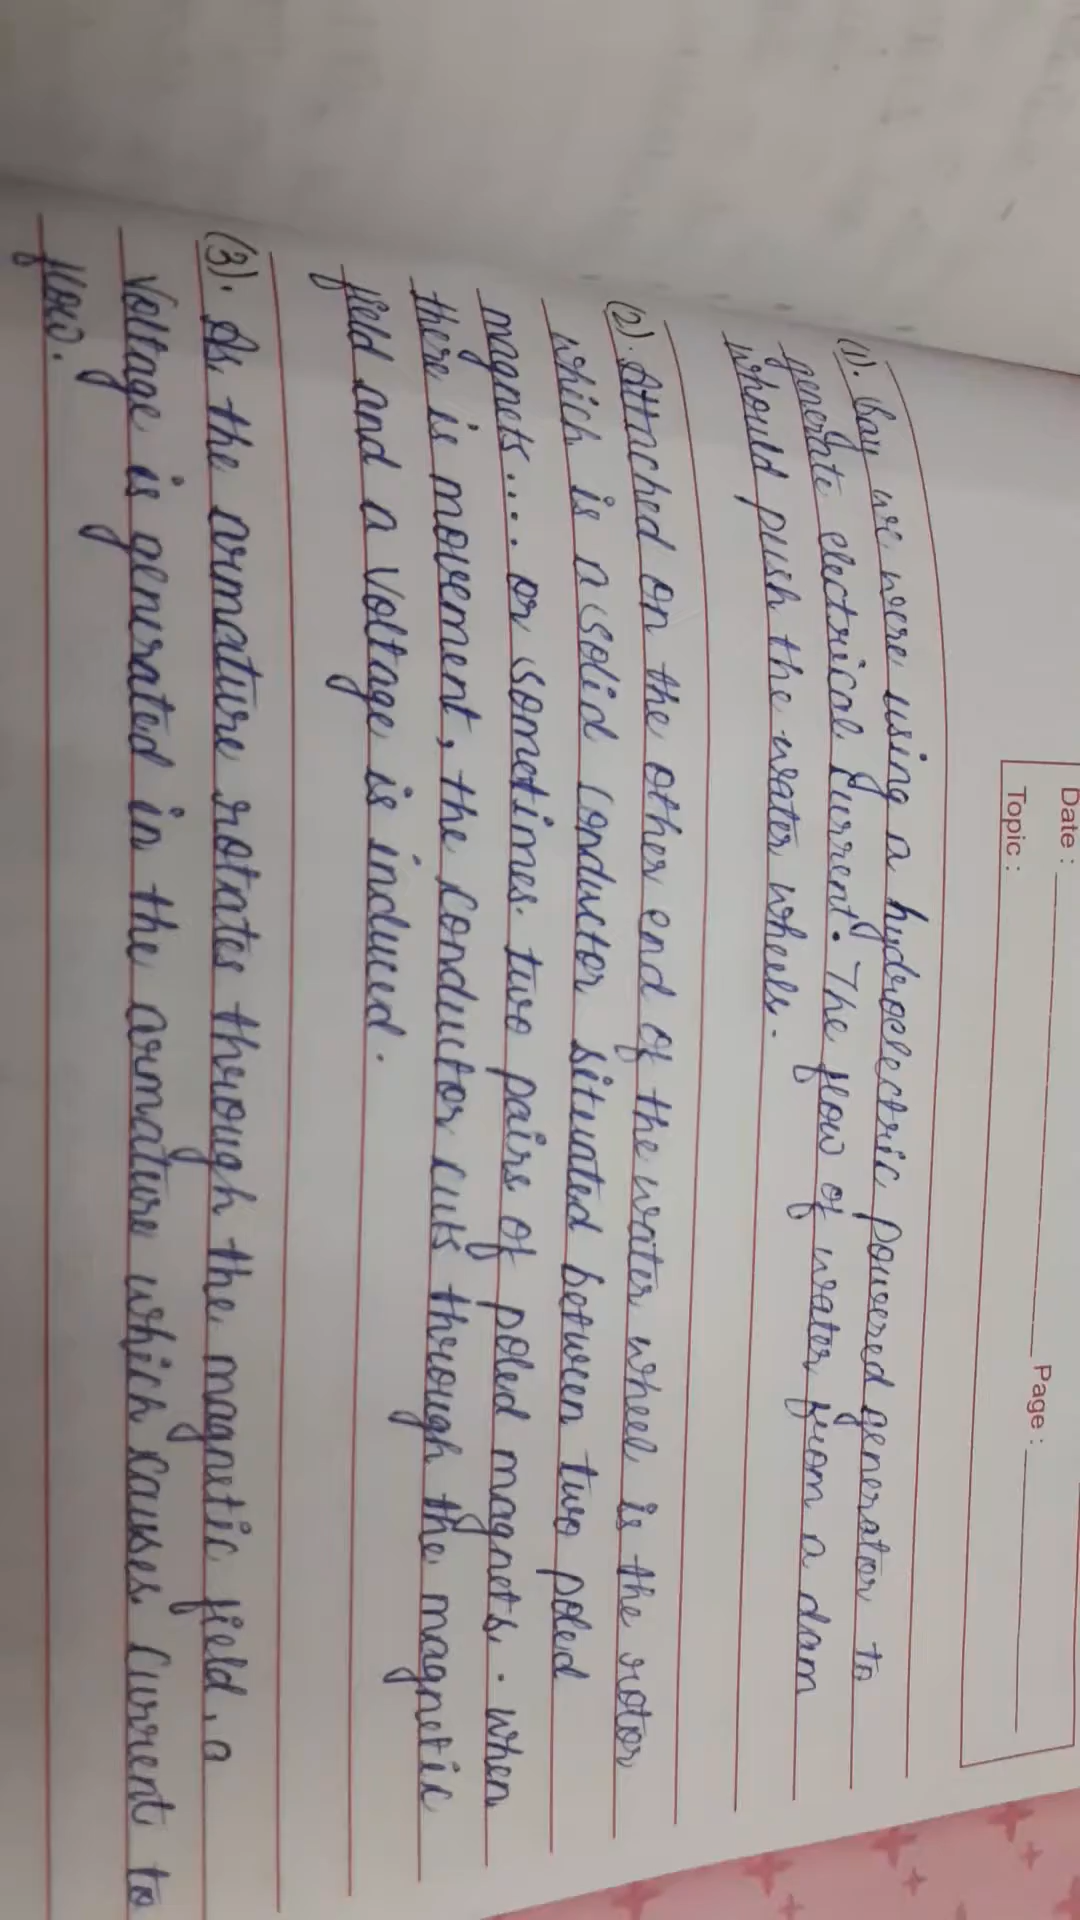 Date : Page :
Topic :
(1). Say we were using a hydroelectric powered generator to
generate electrical current. The flow of water from a dam
whould push the water wheels.
(2). Attached on the other end of the water wheel is the rotor
which is a solid conductor situated between two poled
magnets.... or sometimes. two pairs of poled magnets. when
there is movement, the conductor cuts through the magnetic
field and a voltage is induced.
(3). As the armature rotates through the magnetic field, a
voltage is generated in the armature which causes current to
flow.